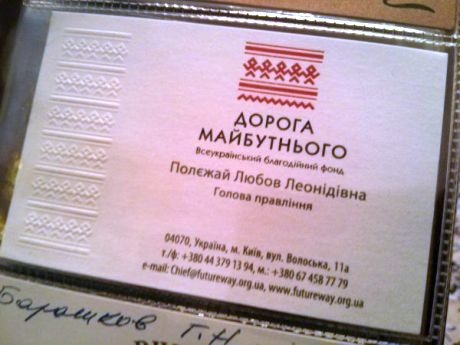 ДОРОГА
МАЙБУТНЬОГО
Всеукраїнський благодійний фонд
Полєжай Любов Леонідівна
Голова правління
04070, Україна, м. Київ, вул. Волоська, 11а
т./ф: +380 44 379 13 94, м.: +380 67 458 77 79
e-mail: Chief@futureway.org.ua, www.futureway.org.ua
Барашков Г.Н